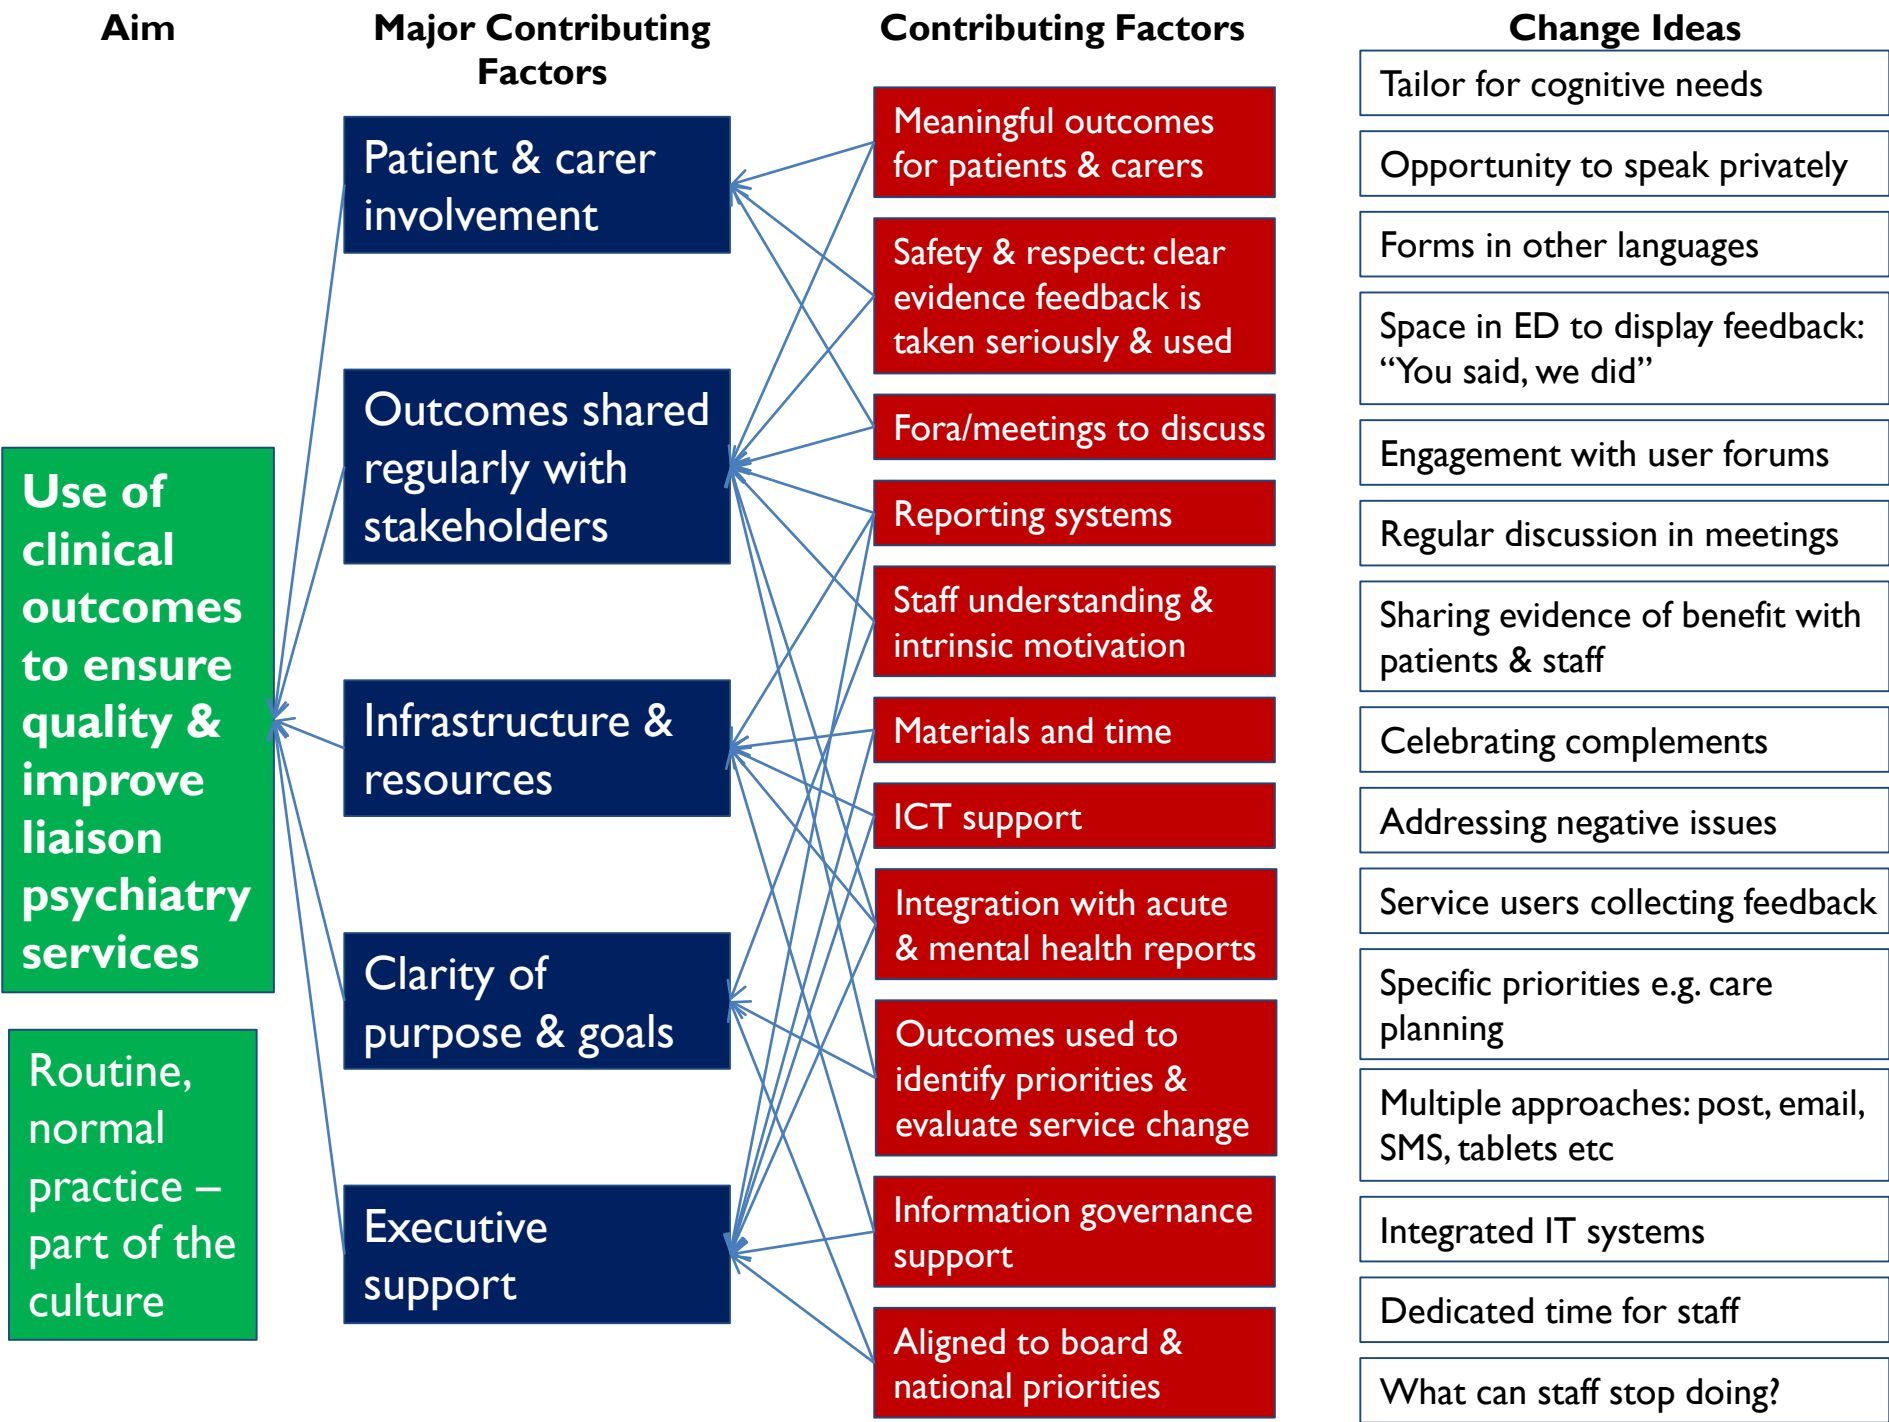 Aim
Major Contributing
Factors
Contributing Factors
Change Ideas
Use of
clinical
outcomes
to ensure
quality &
improve
liaison
psychiatry
services
Routine,
normal
practice –
part of the
culture
Patient & carer
involvement
Outcomes shared
regularly with
stakeholders
Infrastructure &
resources
Clarity of
purpose & goals
Executive
support
Meaningful outcomes
for patients & carers
Safety & respect: clear
evidence feedback is
taken seriously & used
Fora/meetings to discuss
Reporting systems
Staff understanding &
intrinsic motivation
Materials and time
ICT support
Integration with acute
& mental health reports
Outcomes used to
identify priorities &
evaluate service change
Information governance
support
Aligned to board &
national priorities
Tailor for cognitive needs
Opportunity to speak privately
Forms in other languages
Space in ED to display feedback:
“You said, we did”
Engagement with user forums
Regular discussion in meetings
Sharing evidence of benefit with
patients & staff
Celebrating complements
Addressing negative issues
Service users collecting feedback
Specific priorities e.g. care
planning
Multiple approaches: post, email,
SMS, tablets etc
Integrated IT systems
Dedicated time for staff
What can staff stop doing?